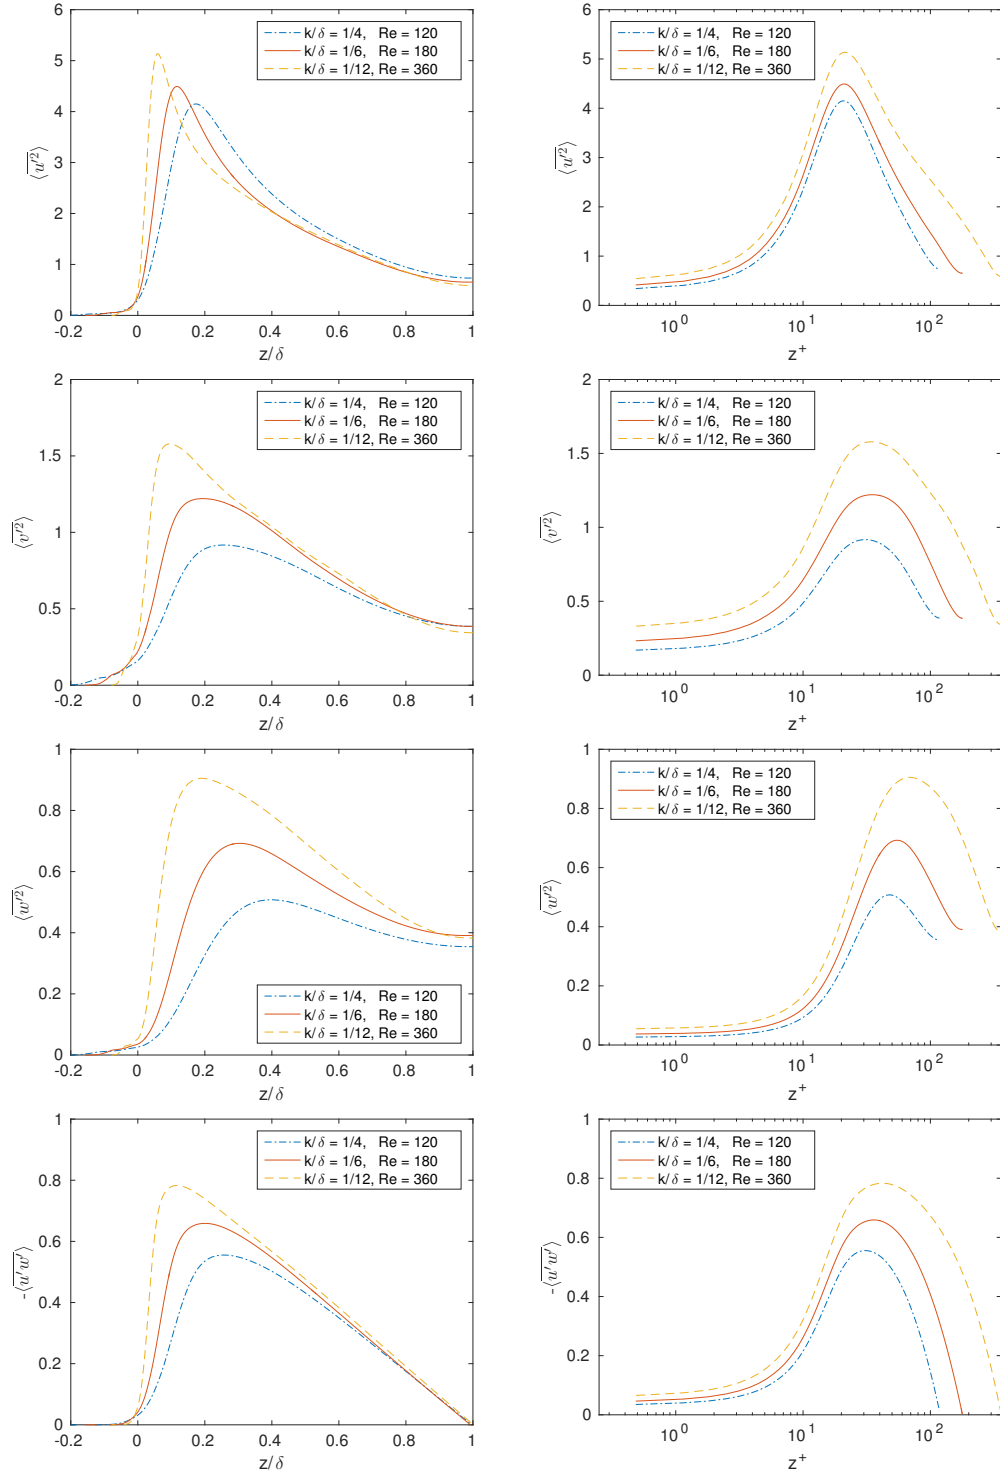 6
5
4
3
2
1
0
-0.2 0 0.2 0.4 0.6 0.8 1
z/δ
⟨u′²⟩
k/δ = 1/4, Re = 120
k/δ = 1/6, Re = 180
k/δ = 1/12, Re = 360
6
5
4
3
2
1
0
10⁰ 10¹ 10²
z⁺
⟨u′²⟩
k/δ = 1/4, Re = 120
k/δ = 1/6, Re = 180
k/δ = 1/12, Re = 360
2
1.5
1
0.5
0
-0.2 0 0.2 0.4 0.6 0.8 1
z/δ
⟨v′²⟩
k/δ = 1/4, Re = 120
k/δ = 1/6, Re = 180
k/δ = 1/12, Re = 360
2
1.5
1
0.5
0
10⁰ 10¹ 10²
z⁺
⟨v′²⟩
k/δ = 1/4, Re = 120
k/δ = 1/6, Re = 180
k/δ = 1/12, Re = 360
1
0.8
0.6
0.4
0.2
0
-0.2 0 0.2 0.4 0.6 0.8 1
z/δ
⟨w′²⟩
k/δ = 1/4, Re = 120
k/δ = 1/6, Re = 180
k/δ = 1/12, Re = 360
1
0.8
0.6
0.4
0.2
0
10⁰ 10¹ 10²
z⁺
⟨w′²⟩
k/δ = 1/4, Re = 120
k/δ = 1/6, Re = 180
k/δ = 1/12, Re = 360
1
0.8
0.6
0.4
0.2
0
-0.2 0 0.2 0.4 0.6 0.8 1
z/δ
-⟨u′w′⟩
k/δ = 1/4, Re = 120
k/δ = 1/6, Re = 180
k/δ = 1/12, Re = 360
1
0.8
0.6
0.4
0.2
0
10⁰ 10¹ 10²
z⁺
-⟨u′w′⟩
k/δ = 1/4, Re = 120
k/δ = 1/6, Re = 180
k/δ = 1/12, Re = 360